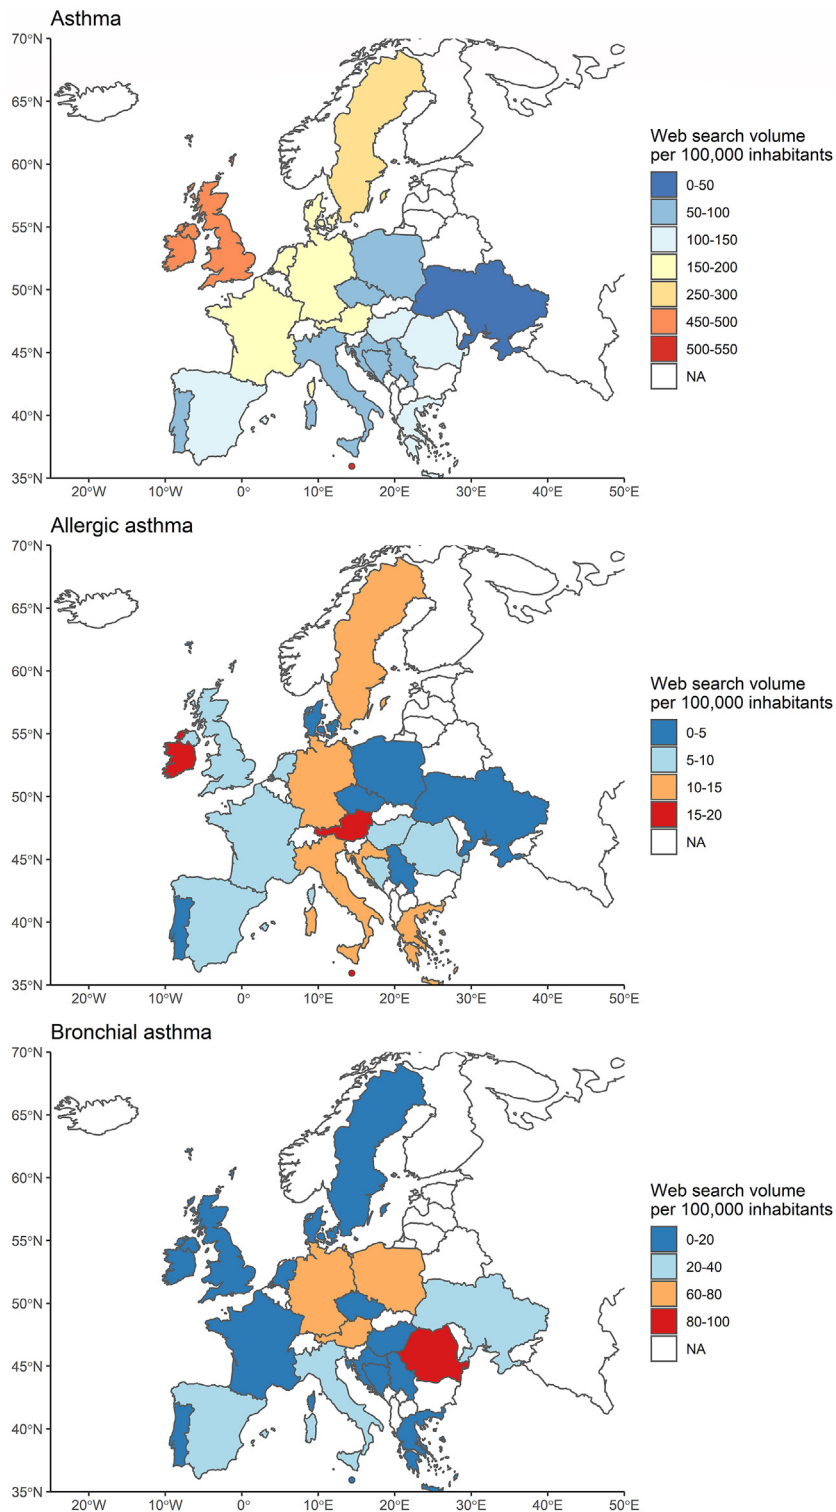 Asthma
70°N
65°N
60°N
55°N
50°N
45°N
40°N
35°N
20°W 10°W 0° 10°E 20°E 30°E 40°E 50°E
Web search volume
per 100,000 inhabitants
0-50
50-100
100-150
150-200
250-300
450-500
500-550
NA
Allergic asthma
70°N
65°N
60°N
55°N
50°N
45°N
40°N
35°N
20°W 10°W 0° 10°E 20°E 30°E 40°E 50°E
Web search volume
per 100,000 inhabitants
0-5
5-10
10-15
15-20
NA
Bronchial asthma
70°N
65°N
60°N
55°N
50°N
45°N
40°N
35°N
20°W 10°W 0° 10°E 20°E 30°E 40°E 50°E
Web search volume
per 100,000 inhabitants
0-20
20-40
60-80
80-100
NA